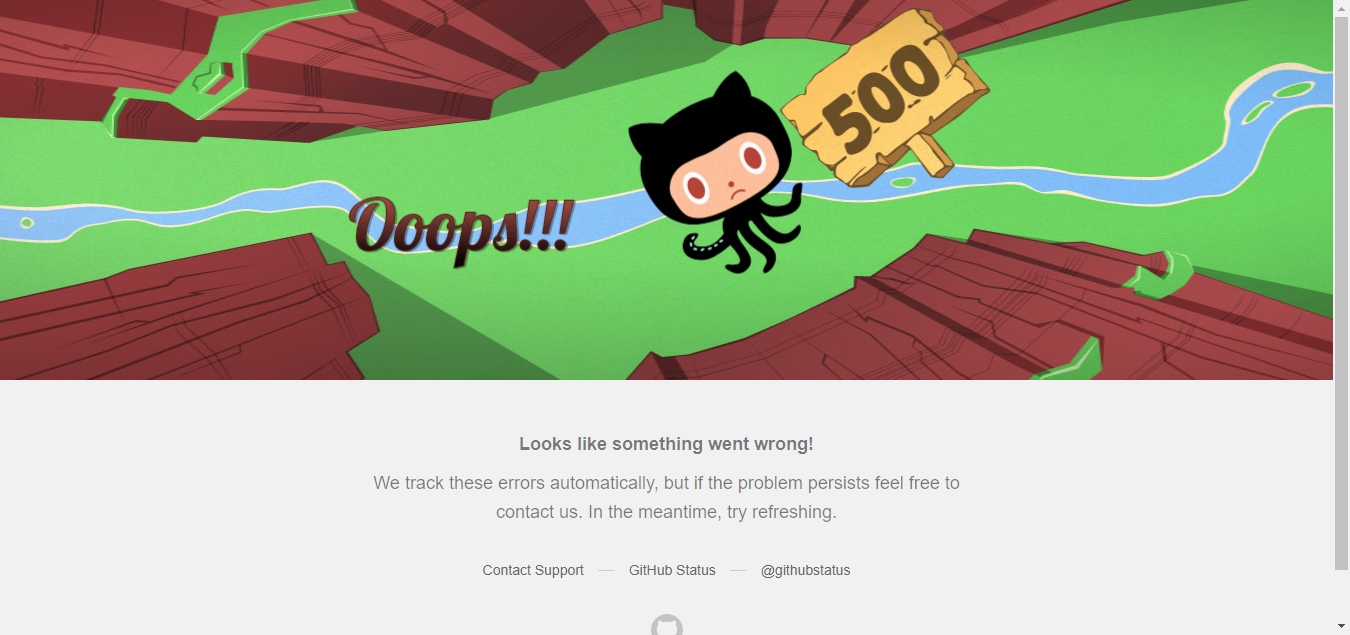 500
Ooops!!!
Looks like something went wrong!
We track these errors automatically, but if the problem persists feel free to
contact us. In the meantime, try refreshing.
Contact Support — GitHub Status — @githubstatus